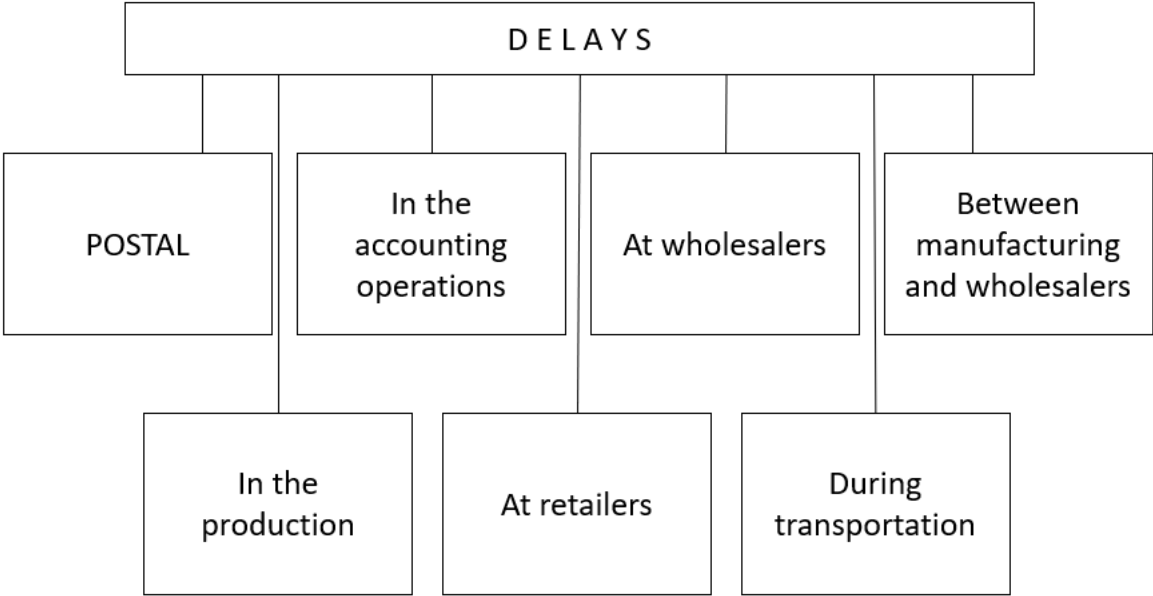 D E L A Y S
POSTAL
In the
accounting
operations
At wholesalers
Between
manufacturing
and wholesalers
In the
production
At retailers
During
transportation